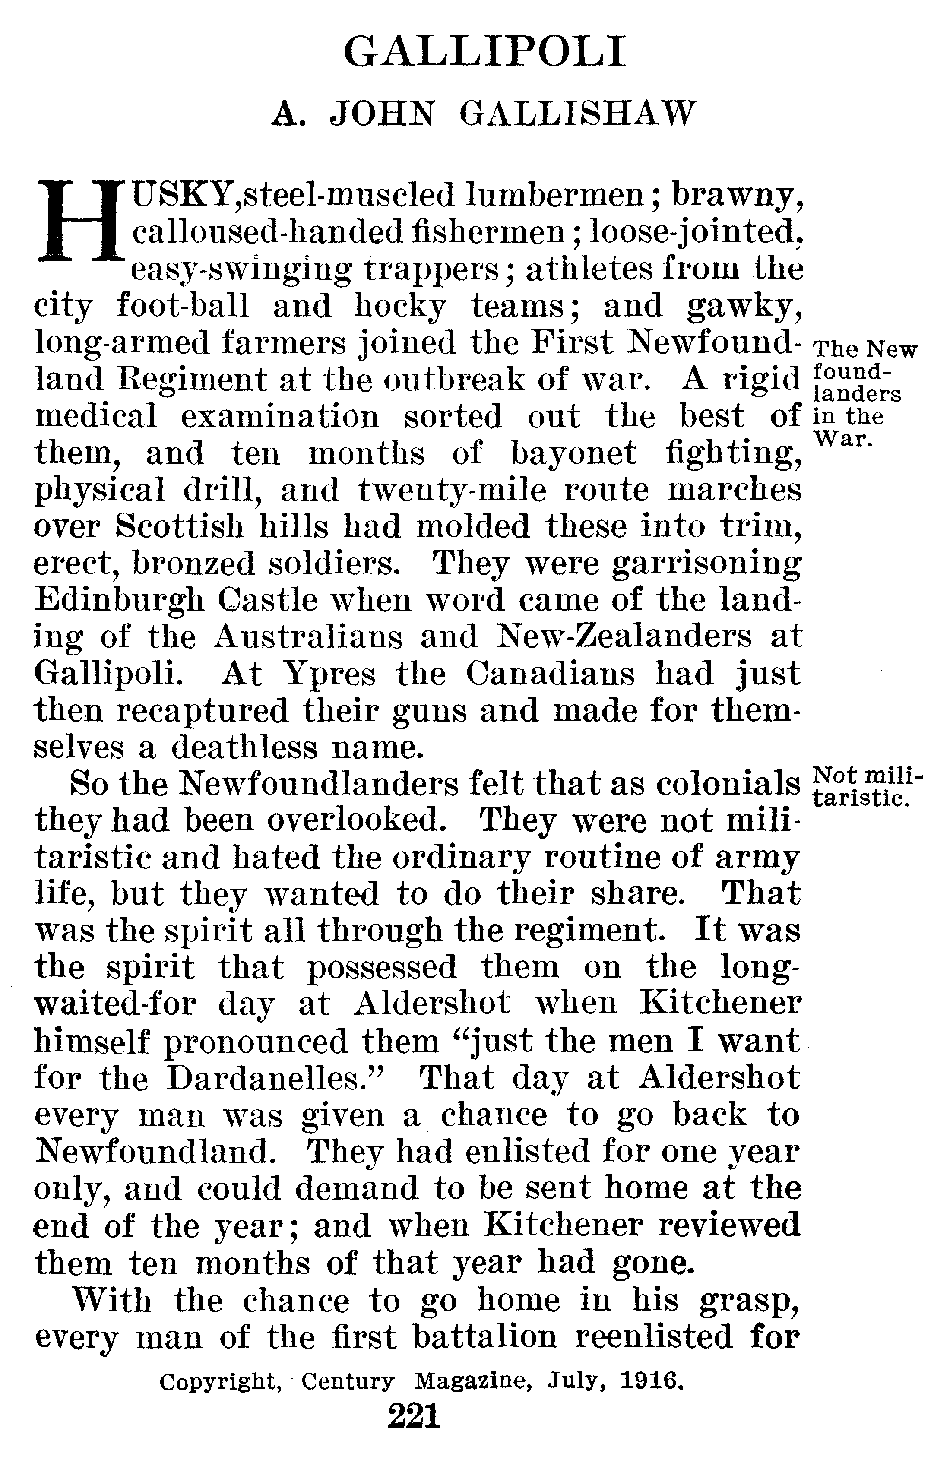 GALLIPOLI
A. JOHN GALLISHAW
HUSKY, steel-muscled lumbermen; brawny,
calloused-handed fishermen; loose-jointed,
easy-swinging trappers; athletes from the
city foot-ball and hocky teams; and gawky,
long-armed farmers joined the First Newfound-
land Regiment at the outbreak of war. A rigid
medical examination sorted out the best of
them, and ten months of bayonet fighting,
physical drill, and twenty-mile route marches
over Scottish hills had molded these into trim,
erect, bronzed soldiers. They were garrisoning
Edinburgh Castle when word came of the land-
ing of the Australians and New-Zealanders at
Gallipoli. At Ypres the Canadians had just
then recaptured their guns and made for them-
selves a deathless name.
The New
found-
landers
in the
War.
So the Newfoundlanders felt that as colonials
they had been overlooked. They were not mili-
taristic and hated the ordinary routine of army
life, but they wanted to do their share. That
was the spirit all through the regiment. It was
the spirit that possessed them on the long-
waited-for day at Aldershot when Kitchener
himself pronounced them “just the men I want
for the Dardanelles.” That day at Aldershot
every man was given a chance to go back to
Newfoundland. They had enlisted for one year
only, and could demand to be sent home at the
end of the year; and when Kitchener reviewed
them ten months of that year had gone.
Not mili-
taristic.
With the chance to go home in his grasp,
every man of the first battalion reenlisted for
Copyright, Century Magazine, July, 1916.
221